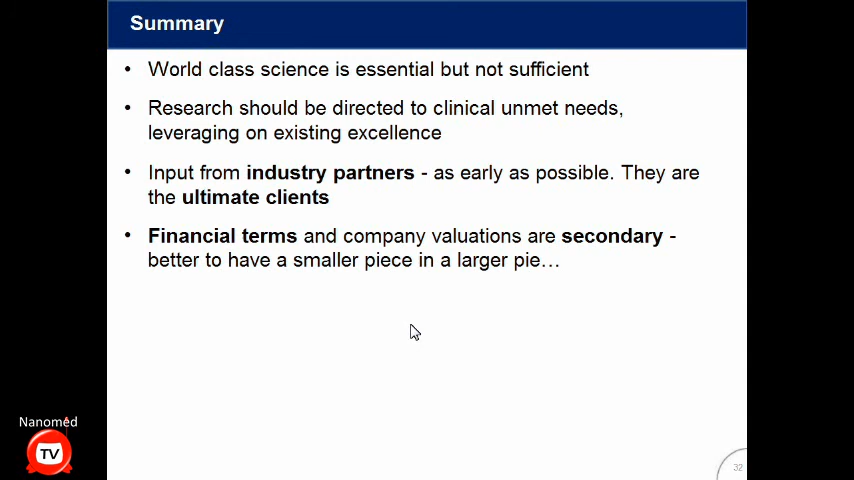 Summary
• World class science is essential but not sufficient
• Research should be directed to clinical unmet needs,
leveraging on existing excellence
• Input from industry partners - as early as possible. They are
the ultimate clients
• Financial terms and company valuations are secondary -
better to have a smaller piece in a larger pie…
Nanomed
TV
32